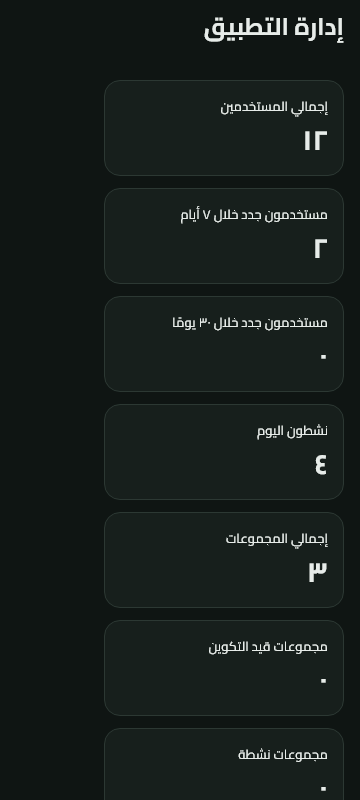 إدارة التطبيق
إجمالي المستخدمين
١٢
مستخدمون جدد خلال ٧ أيام
٢
مستخدمون جدد خلال ٣٠ يومًا
٠
نشطون اليوم
٤
إجمالي المجموعات
٣
مجموعات قيد التكوين
٠
مجموعات نشطة
٠